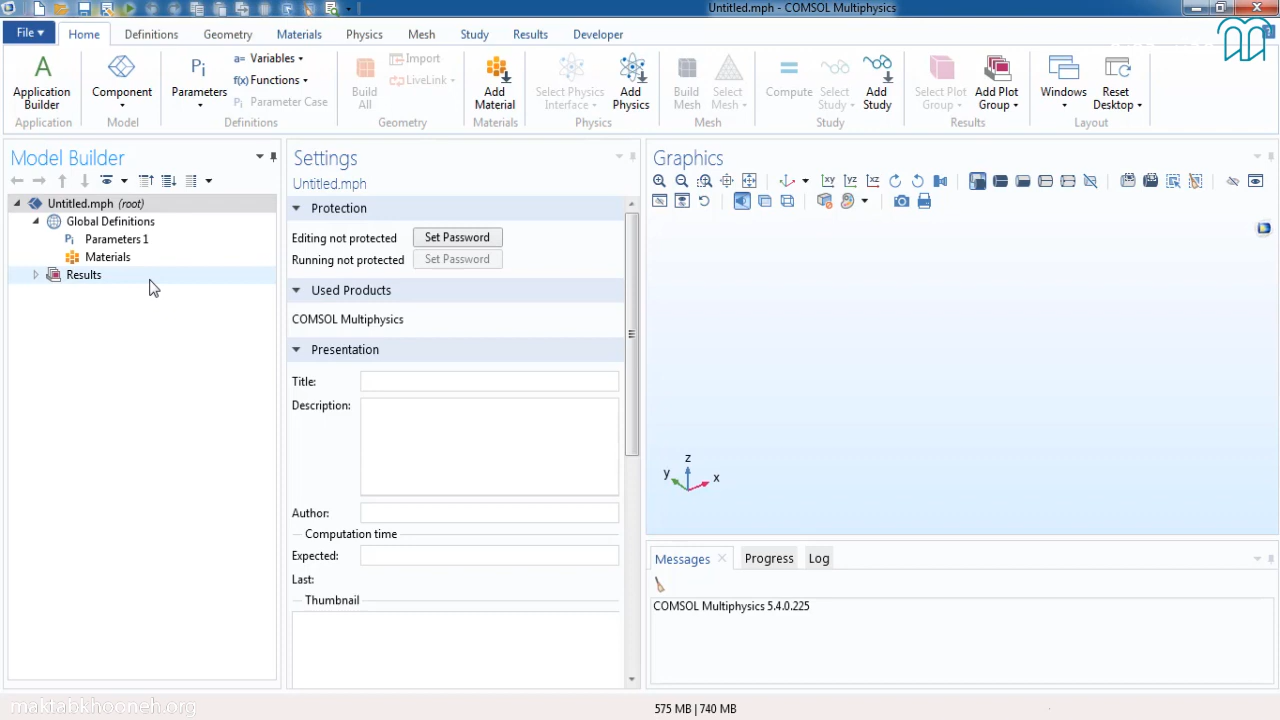 Untitled.mph - COMSOL Multiphysics
File Home Definitions Geometry Materials Physics Mesh Study Results Developer
Application Builder
Component
Parameters
a= Variables
f(x) Functions
Pi Parameter Case
Build All
Import
LiveLink
Add Material
Select Physics Interface
Add Physics
Build Mesh
Select Mesh
Compute
Select Study
Add Study
Select Plot Group
Add Plot Group
Windows
Reset Desktop
Application Model Definitions Geometry Materials Physics Mesh Study Results Layout
Model Builder
Untitled.mph (root)
Global Definitions
Pi Parameters 1
Materials
Results
Settings
Untitled.mph
Protection
Editing not protected Set Password
Running not protected Set Password
Used Products
COMSOL Multiphysics
Presentation
Title:
Description:
Author:
Computation time
Expected:
Last:
Thumbnail
Graphics
xy yz xz
z
y
x
Messages Progress Log
COMSOL Multiphysics 5.4.0.225
maktabkhooneh.org
575 MB | 740 MB